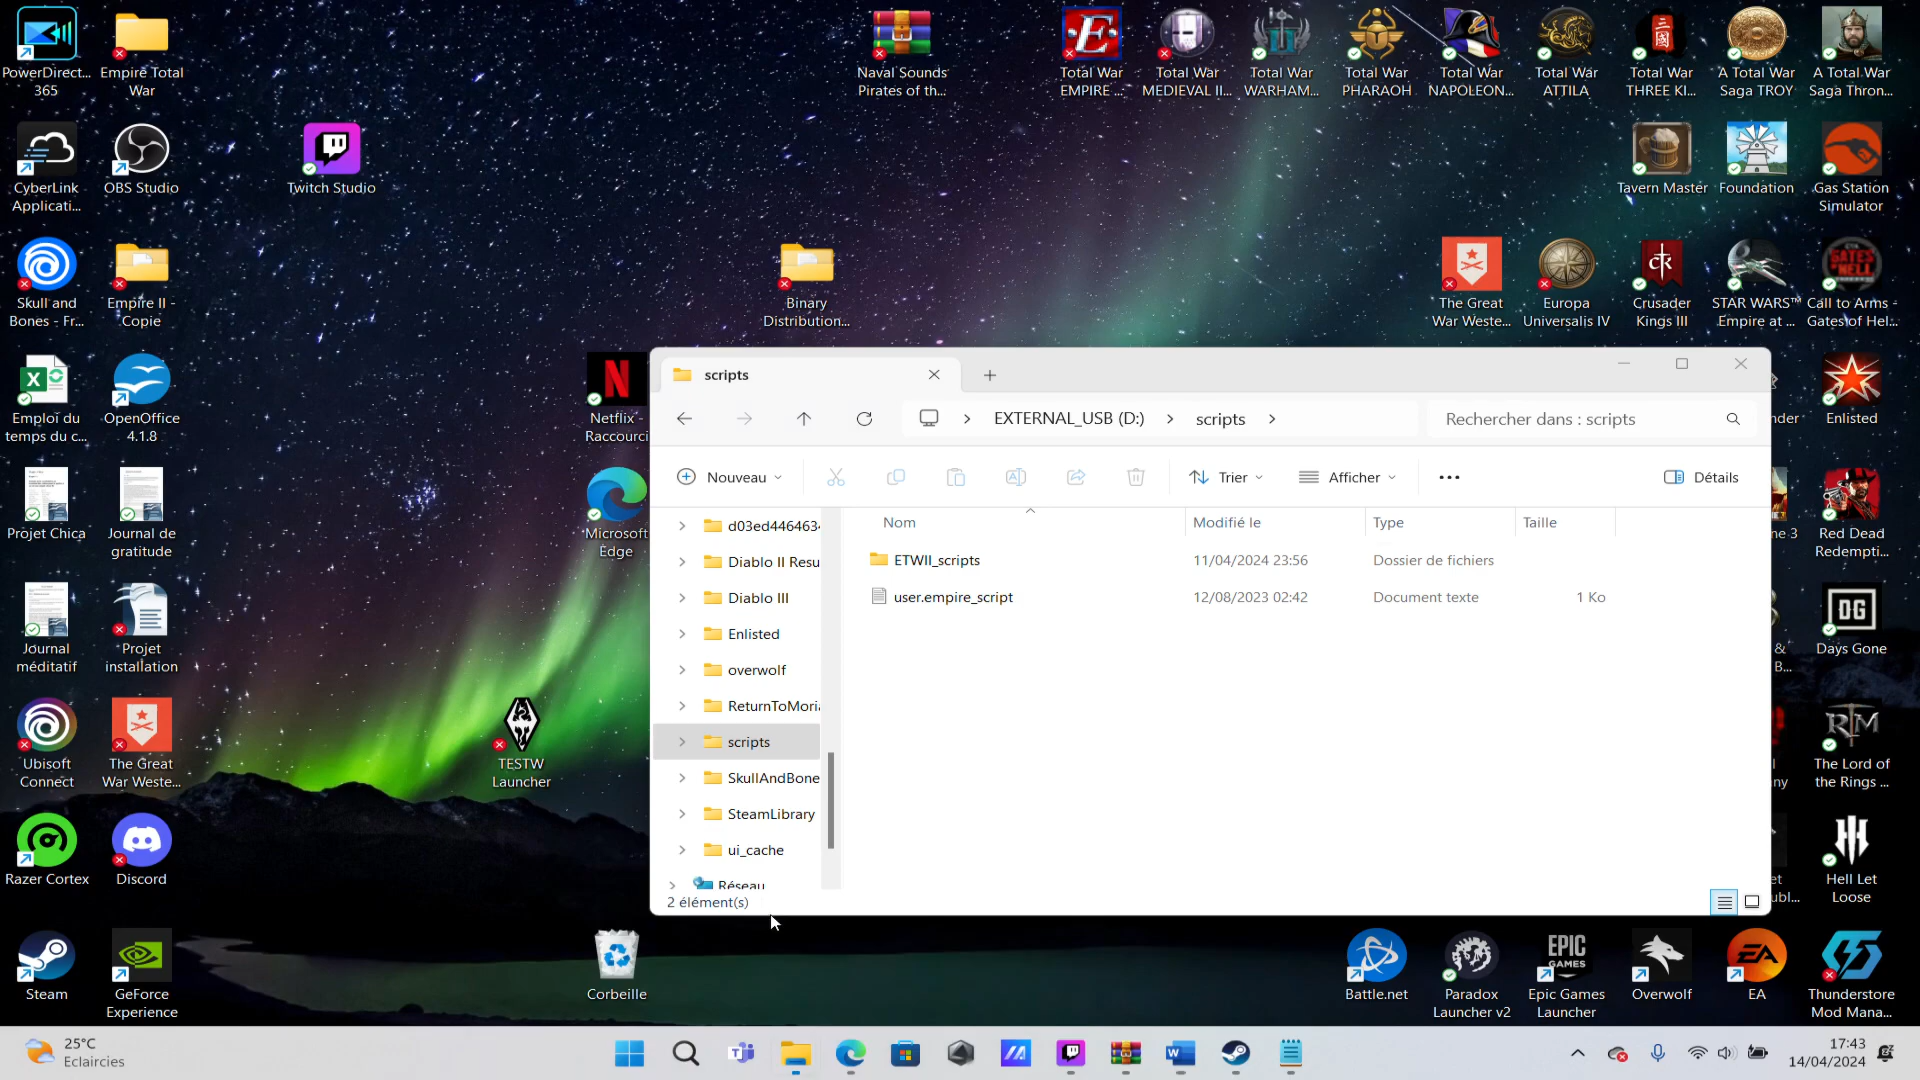 PowerDirect...
365
Empire Total
War
Naval Sounds
Pirates of th...
Total War
EMPIRE ...
Total War
MEDIEVAL II...
Total War
WARHAM...
Total War
PHARAOH
Total War
NAPOLEON...
Total War
ATTILA
Total War
THREE KI...
A Total War
Saga TROY
A Total War
Saga Thron...
CyberLink
Applicati...
OBS Studio
Twitch Studio
Tavern Master
Foundation
Gas Station
Simulator
Skull and
Bones - Fr...
Empire II -
Copie
Binary
Distribution...
The Great
War Weste...
Europa
Universalis IV
Crusader
Kings III
STAR WARS™
Empire at ...
Call to Arms -
Gates of Hel...
Emploi du
temps du c...
OpenOffice
4.1.8
Netflix -
Raccourci
Enlisted
Projet Chica
Journal de
gratitude
Microsoft
Edge
Red Dead
Redempti...
Journal
méditatif
Projet
installation
Days Gone
Ubisoft
Connect
The Great
War Weste...
TESTW
Launcher
The Lord of
the Rings ...
Razer Cortex
Discord
Hell Let
Loose
Steam
GeForce
Experience
Corbeille
Battle.net
Paradox
Launcher v2
EPIC
GAMES
Epic Games
Launcher
Overwolf
EA
Thunderstore
Mod Mana...
scripts
EXTERNAL_USB (D:)
scripts
Rechercher dans : scripts
Nouveau
Trier
Afficher
Détails
Nom
Modifié le
Type
Taille
ETWII_scripts
11/04/2024 23:56
Dossier de fichiers
user.empire_script
12/08/2023 02:42
Document texte
1 Ko
d03ed446463
Diablo II Resu
Diablo III
Enlisted
overwolf
ReturnToMori
scripts
SkullAndBone
SteamLibrary
ui_cache
Réseau
2 élément(s)
25°C
Eclaircies
17:43
14/04/2024